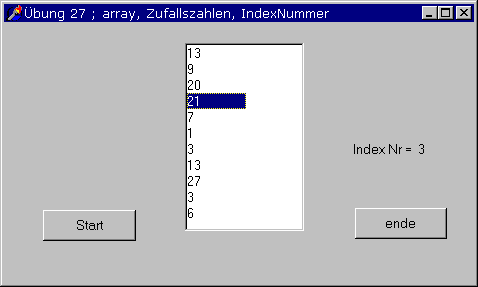 Übung 27 ; array, Zufallszahlen, IndexNummer
13
9
20
21
7
1
3
13
27
3
6
Index Nr = 3
Start
ende